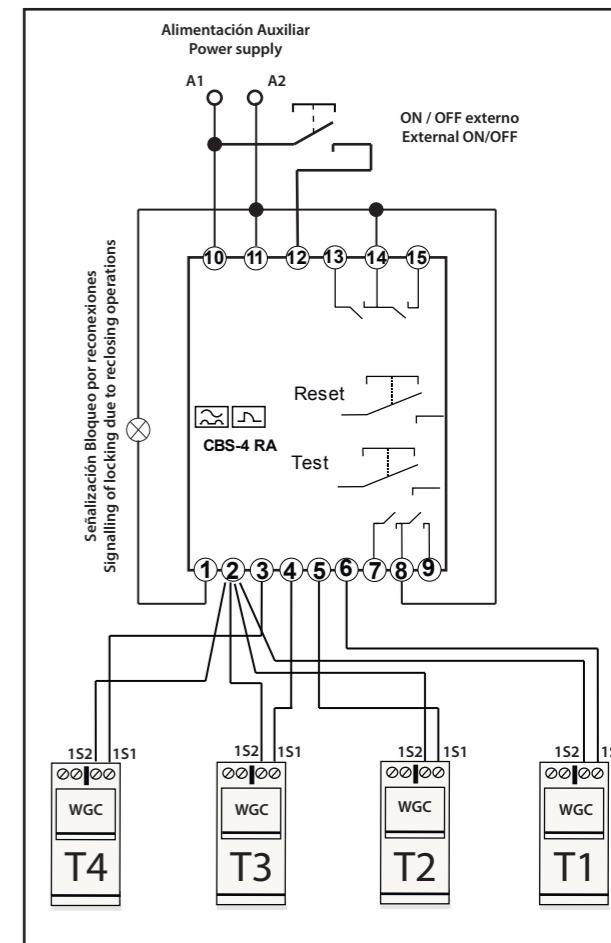 Alimentación Auxiliar
Power supply
A1
A2
ON / OFF externo
External ON/OFF
Señalización Bloqueo por reconexiones
Signalling of locking due to reclosing operations
10 11 12 13 14 15
Reset
CBS-4 RA
Test
1 2 3 4 5 6 7 8 9
1S2 1S1 1S2 1S1 1S2 1S1 1S2
WGC WGC WGC WGC
T4 T3 T2 T1